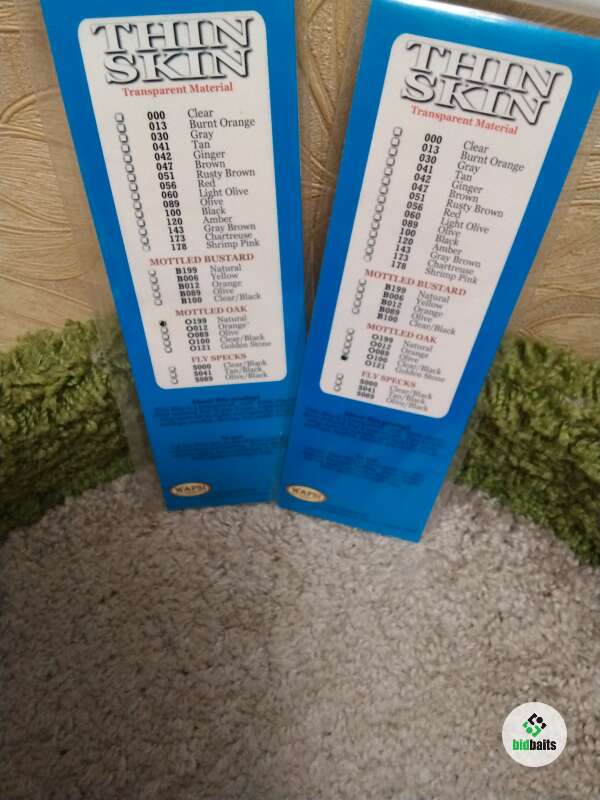 THIN
SKIN
Transparent Material
000 Clear
013 Burnt Orange
030 Gray
041 Tan
042 Ginger
047 Brown
051 Rusty Brown
056 Red
060 Light Olive
089 Olive
100 Black
120 Amber
143 Gray Brown
173 Chartreuse
178 Shrimp Pink
MOTTLED BUSTARD
B199 Natural
B006 Yellow
B012 Orange
B089 Olive
B100 Clear/Black
MOTTLED OAK
O199 Natural
O012 Orange
O089 Olive
O100 Clear/Black
O121 Golden Stone
FLY SPECKS
S000 Clear/Black
S041 Tan/Black
S089 Olive/Black
WAPSI
THIN
SKIN
Transparent Material
000 Clear
013 Burnt Orange
030 Gray
041 Tan
042 Ginger
047 Brown
051 Rusty Brown
056 Red
060 Light Olive
089 Olive
100 Black
120 Amber
143 Gray Brown
173 Chartreuse
178 Shrimp Pink
MOTTLED BUSTARD
B199 Natural
B006 Yellow
B012 Orange
B089 Olive
B100 Clear/Black
MOTTLED OAK
O199 Natural
O012 Orange
O089 Olive
O100 Clear/Black
O121 Golden Stone
FLY SPECKS
S000 Clear/Black
S041 Tan/Black
S089 Olive/Black
WAPSI
bidbaits